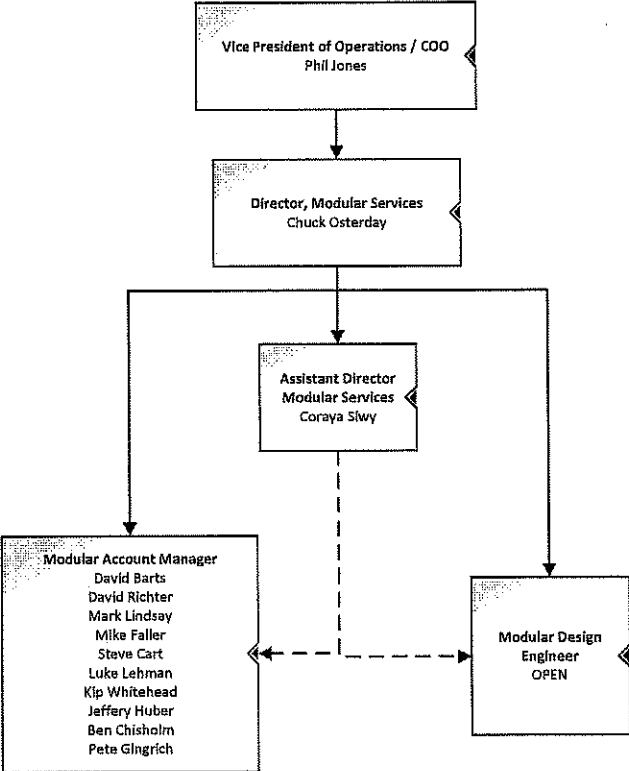 Vice President of Operations / COO
Phil Jones
Director, Modular Services
Chuck Osterday
Assistant Director
Modular Services
Coraya Siwy
Modular Account Manager
David Barts
David Richter
Mark Lindsay
Mike Faller
Steve Cart
Luke Lehman
Kip Whitehead
Jeffery Huber
Ben Chisholm
Pete Gingrich
Modular Design
Engineer
OPEN